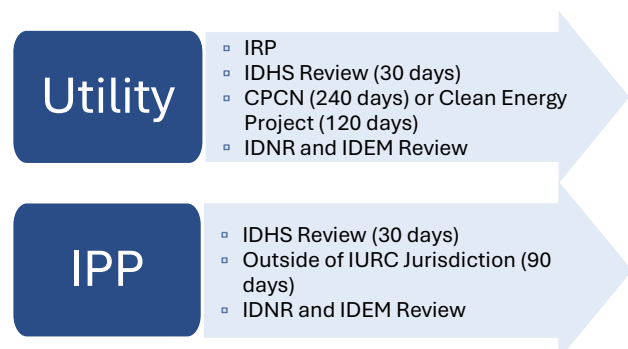 Utility
IRP
IDHS Review (30 days)
CPCN (240 days) or Clean Energy
Project (120 days)
IDNR and IDEM Review
IPP
IDHS Review (30 days)
Outside of IURC Jurisdiction (90
days)
IDNR and IDEM Review